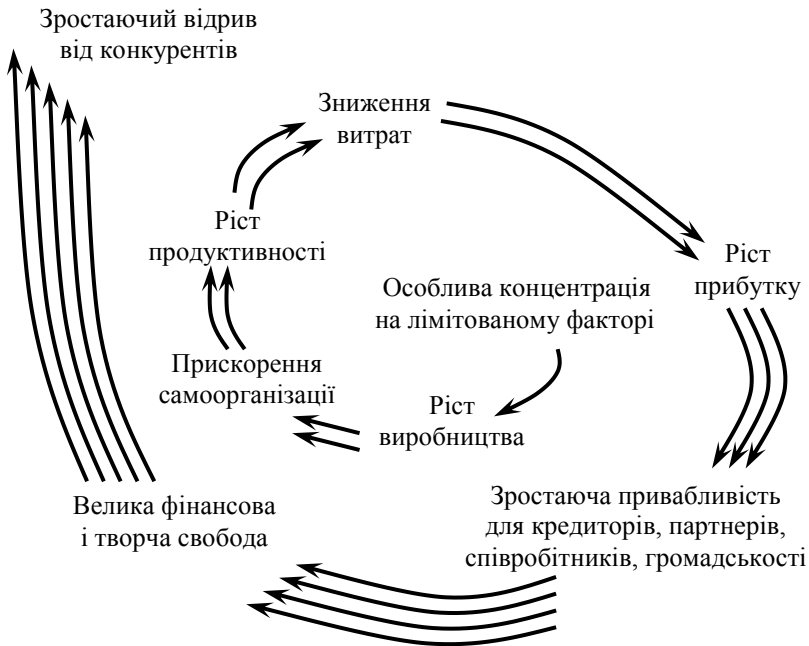 Зростаючий відрив
від конкурентів
Зниження
витрат
Ріст
продуктивності
Ріст
прибутку
Особлива концентрація
на лімітованому факторі
Прискорення
самоорганізації
Ріст
виробництва
Велика фінансова
і творча свобода
Зростаюча привабливість
для кредиторів, партнерів,
співробітників, громадськості